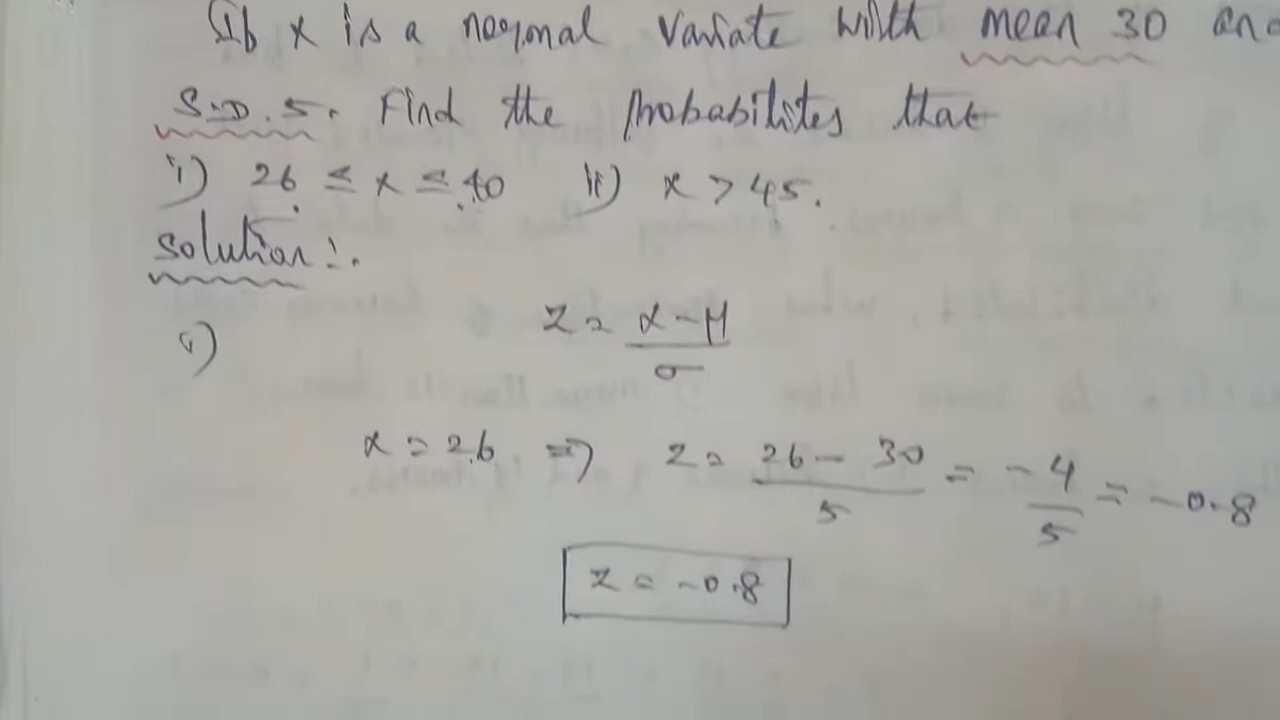 If x is a normal variate with mean 30 and
S.D. 5. Find the probabilites that
i) 26 ≤ x ≤ 40 ii) x > 45.
Solution:.
i) z = x - μ / σ
x = 26 ⇒ z = 26 - 30 / 5 = -4 / 5 = -0.8
z = -0.8